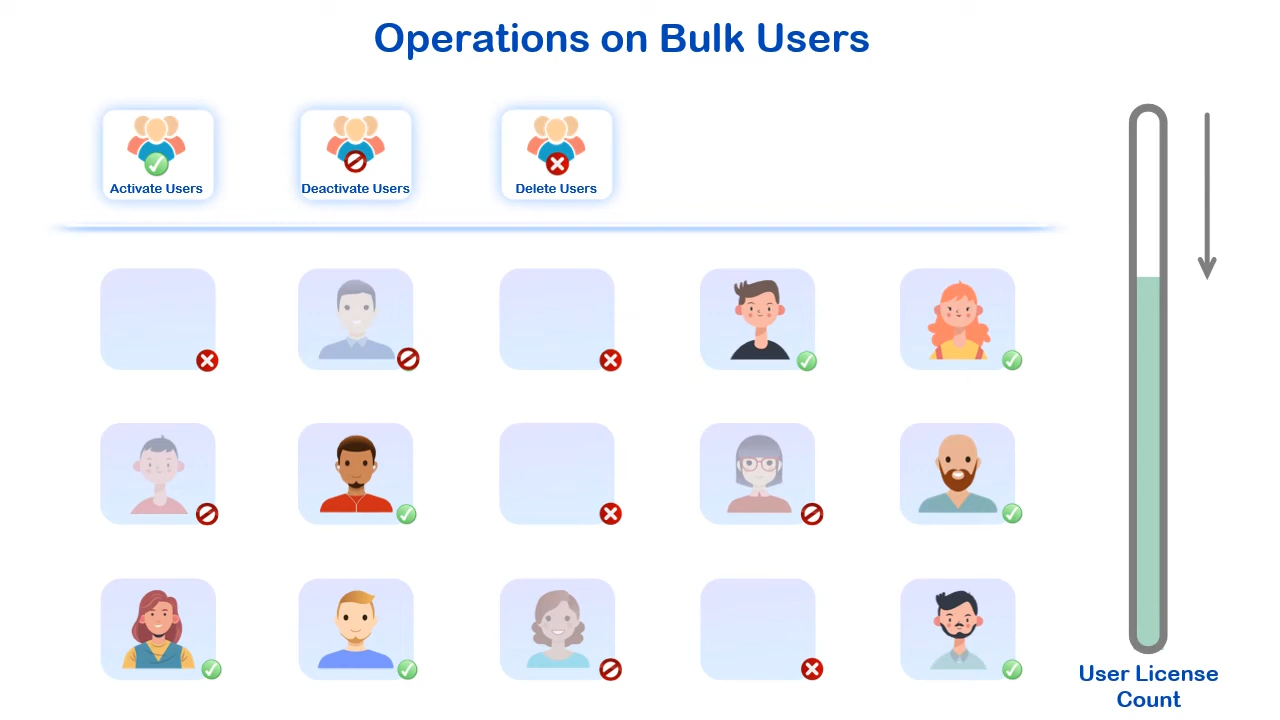 Operations on Bulk Users
Activate Users
Deactivate Users
Delete Users
User License
Count